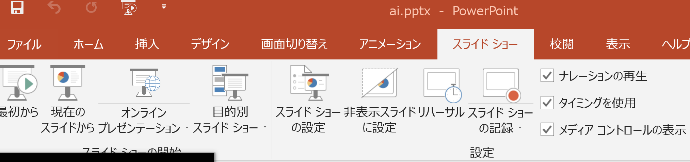 ai.pptx - PowerPoint
ファイル ホーム 挿入 デザイン 画面切り替え アニメーション スライド ショー 校閲 表示 ヘルプ
最初から
現在の
スライドから
オンライン
プレゼンテーション
目的別
スライド ショー
スライド ショー
の設定
非表示スライド
に設定
リハーサル
スライド ショー
の記録
ナレーションの再生
タイミングを使用
メディア コントロールの表示
スライド ショーの開始
設定